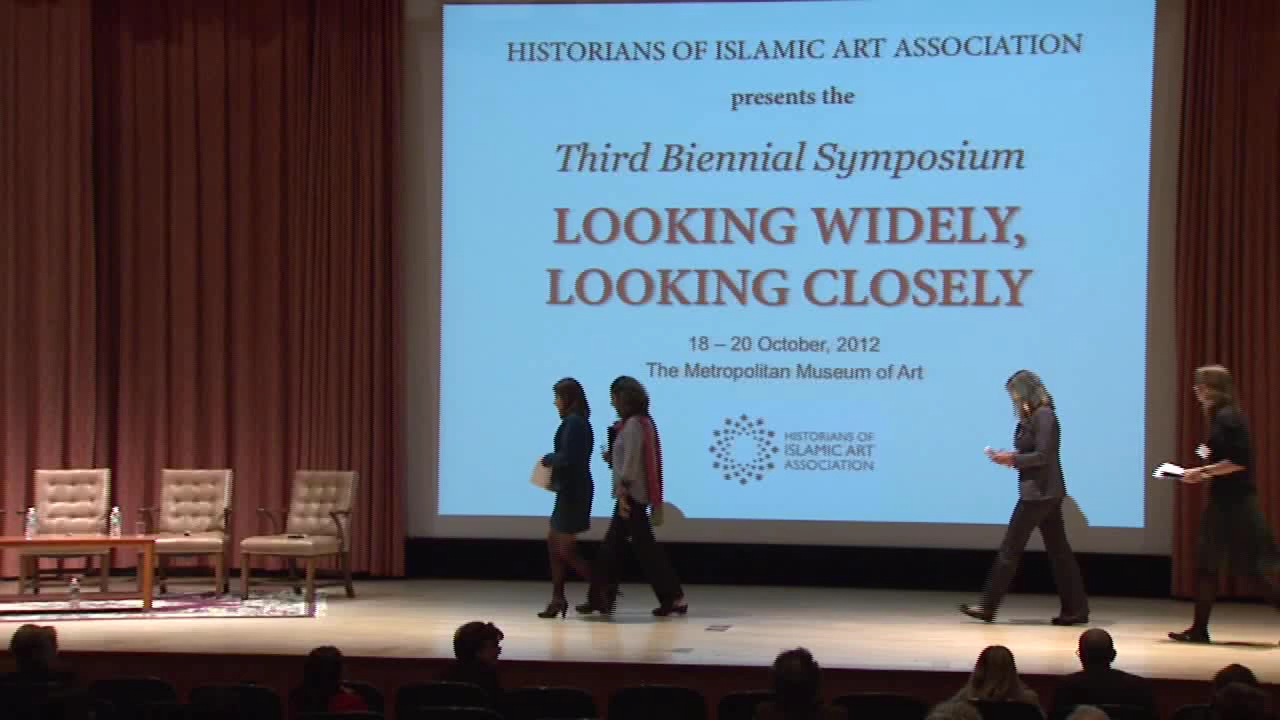 HISTORIANS OF ISLAMIC ART ASSOCIATION
presents the
Third Biennial Symposium
LOOKING WIDELY,
LOOKING CLOSELY
18 – 20 October, 2012
The Metropolitan Museum of Art
HISTORIANS OF
ISLAMIC ART
ASSOCIATION